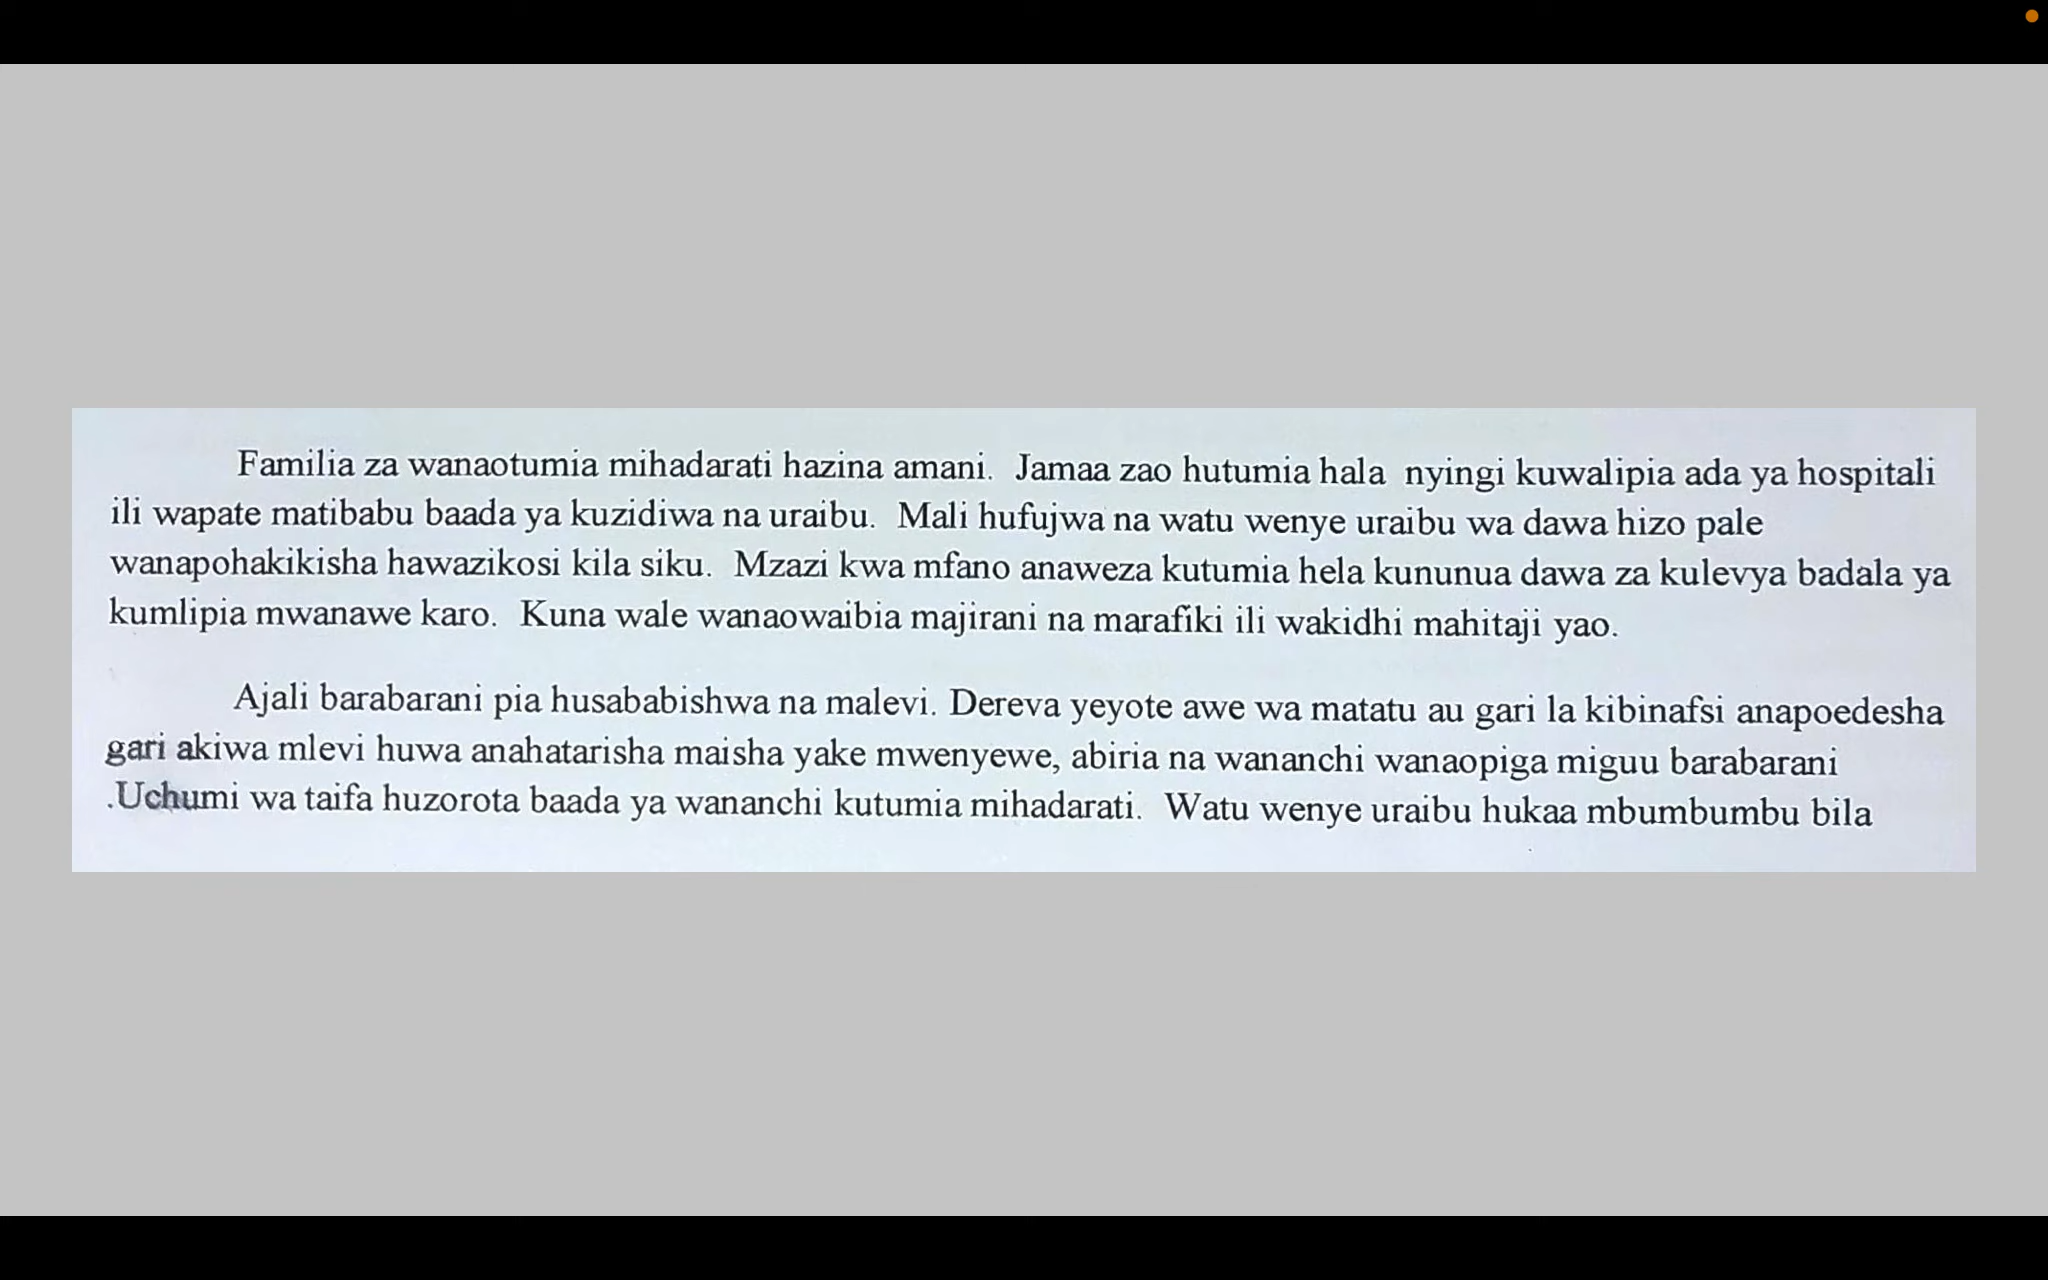 Familia za wanaotumia mihadarati hazina amani. Jamaa zao hutumia hala nyingi kuwalipia ada ya hospitali
ili wapate matibabu baada ya kuzidiwa na uraibu. Mali hufujwa na watu wenye uraibu wa dawa hizo pale
wanapohakikisha hawazikosi kila siku. Mzazi kwa mfano anaweza kutumia hela kununua dawa za kulevya badala ya
kumlipia mwanawe karo. Kuna wale wanaowaibia majirani na marafiki ili wakidhi mahitaji yao.
Ajali barabarani pia husababishwa na malevi. Dereva yeyote awe wa matatu au gari la kibinafsi anapoedesha
gari akiwa mlevi huwa anahatarisha maisha yake mwenyewe, abiria na wananchi wanaopiga miguu barabarani
.Uchumi wa taifa huzorota baada ya wananchi kutumia mihadarati. Watu wenye uraibu hukaa mbumbumbu bila